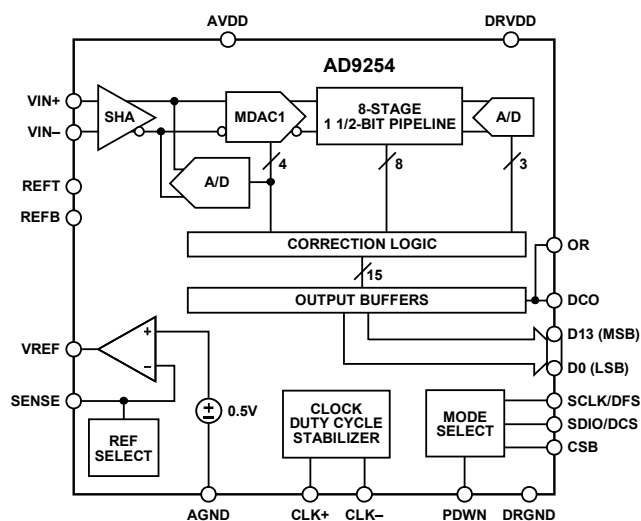 AVDD
DRVDD
AD9254
VIN+
VIN–
SHA
MDAC1
8-STAGE
1 1/2-BIT PIPELINE
A/D
4
8
3
A/D
REFT
REFB
CORRECTION LOGIC
OR
15
OUTPUT BUFFERS
DCO
D13 (MSB)
VREF
+
–
D0 (LSB)
SENSE
0.5V
CLOCK
DUTY CYCLE
STABILIZER
MODE
SELECT
SCLK/DFS
SDIO/DCS
CSB
REF
SELECT
AGND
CLK+
CLK–
PDWN
DRGND